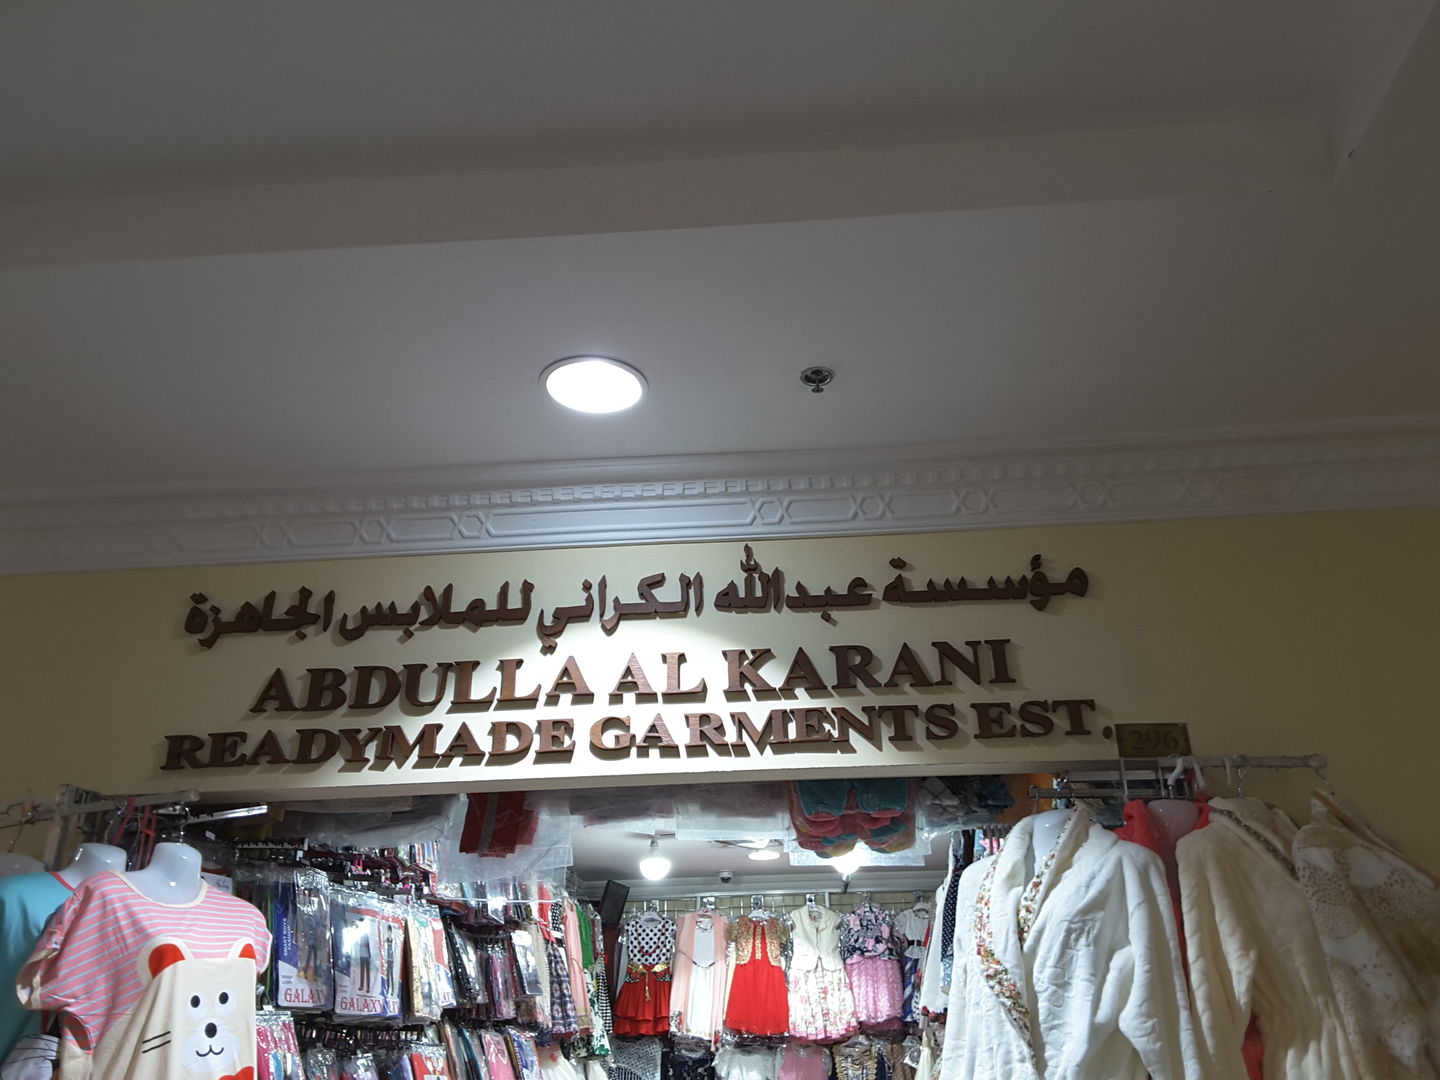 مؤسسة عبدالله الكراني للملابس الجاهزة
ABDULLA AL KARANI
READYMADE GARMENTS EST.
296
GALAXY
GALAXY